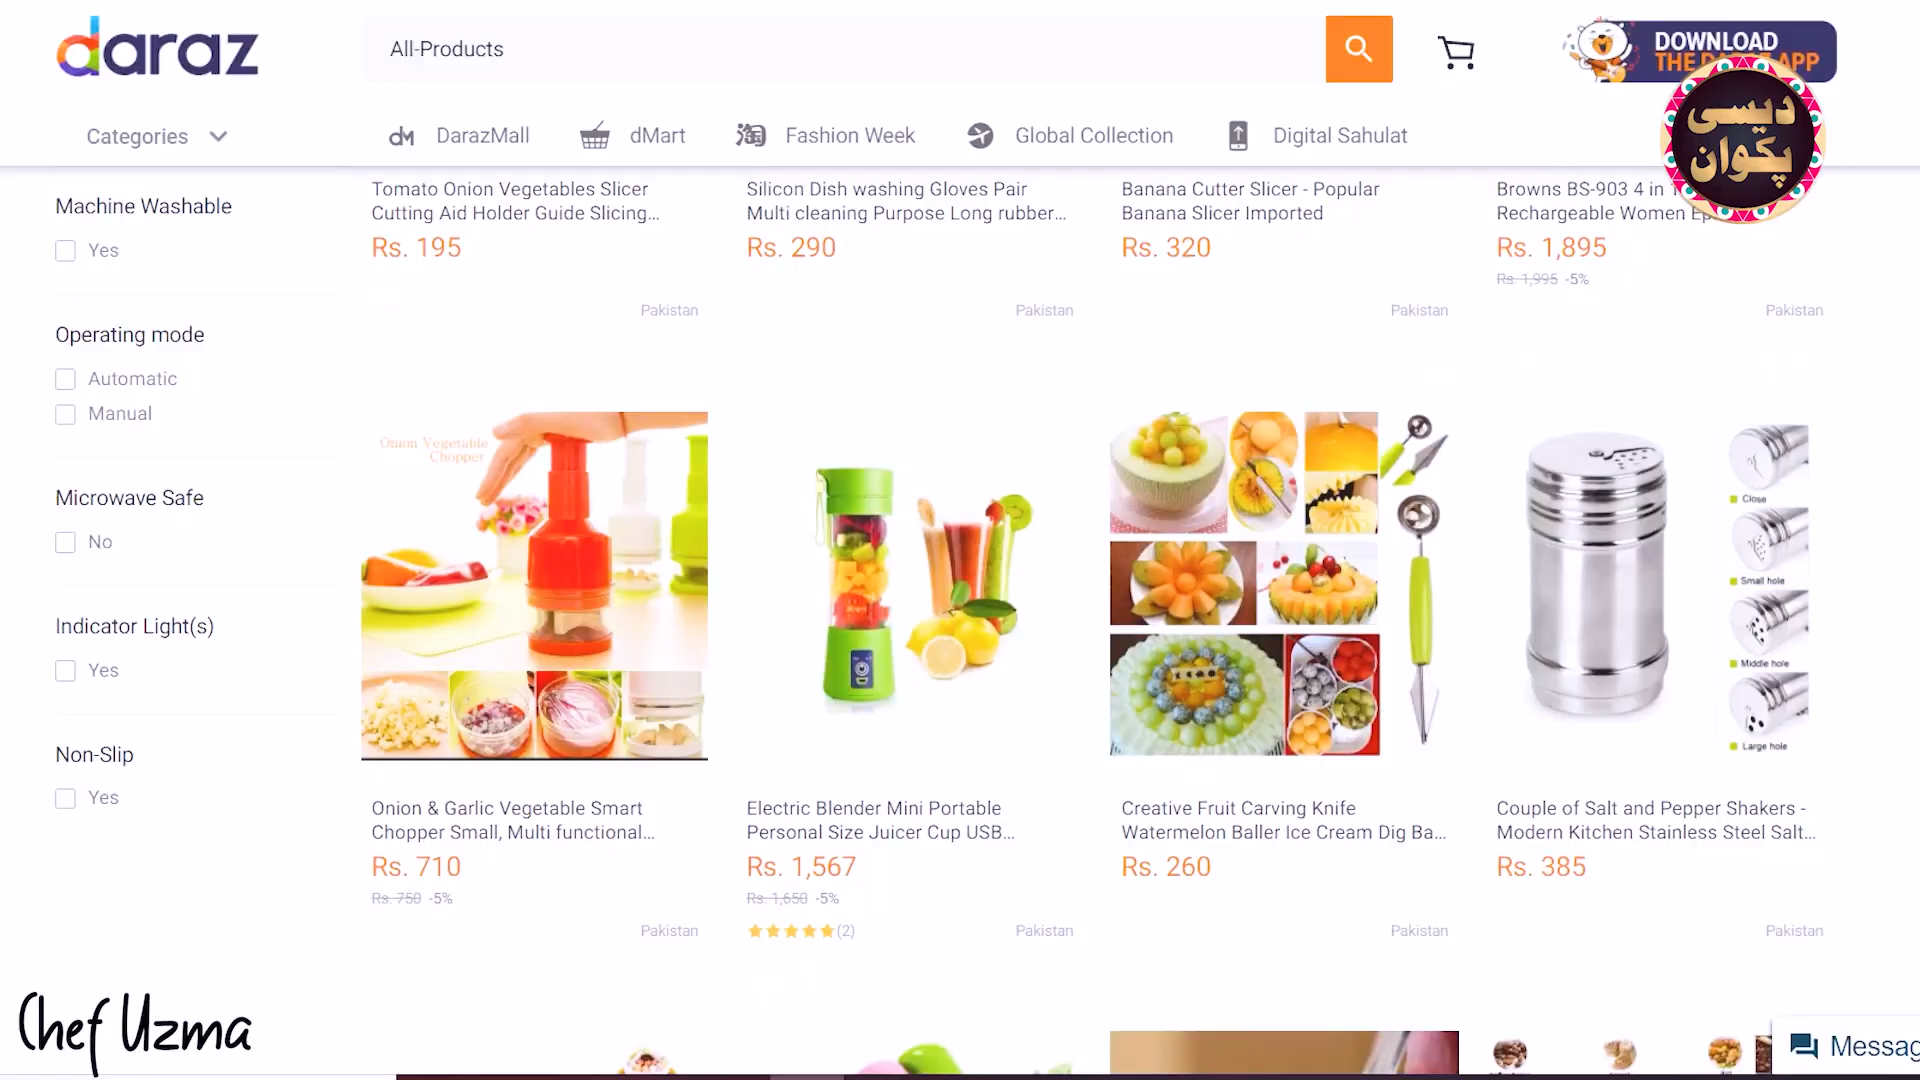 daraz
All-Products
DOWNLOAD
THE DARAZ APP
دیسی
پکوان
Categories
DarazMall
dMart
Fashion Week
Global Collection
Digital Sahulat
Machine Washable
Yes
Operating mode
Automatic
Manual
Microwave Safe
No
Indicator Light(s)
Yes
Non-Slip
Yes
Tomato Onion Vegetables Slicer
Cutting Aid Holder Guide Slicing...
Rs. 195
Pakistan
Silicon Dish washing Gloves Pair
Multi cleaning Purpose Long rubber...
Rs. 290
Pakistan
Banana Cutter Slicer - Popular
Banana Slicer Imported
Rs. 320
Pakistan
Browns BS-903 4 in 1
Rechargeable Women
Rs. 1,895
Rs. 1,995 -5%
Pakistan
Onion Vegetable
Chopper
Onion & Garlic Vegetable Smart
Chopper Small, Multi functional...
Rs. 710
Rs. 750 -5%
Pakistan
Electric Blender Mini Portable
Personal Size Juicer Cup USB...
Rs. 1,567
Rs. 1,650 -5%
(2)
Pakistan
Creative Fruit Carving Knife
Watermelon Baller Ice Cream Dig Ba...
Rs. 260
Pakistan
Close
Small hole
Middle hole
Large hole
Couple of Salt and Pepper Shakers -
Modern Kitchen Stainless Steel Salt...
Rs. 385
Pakistan
Chef Uzma
Messag